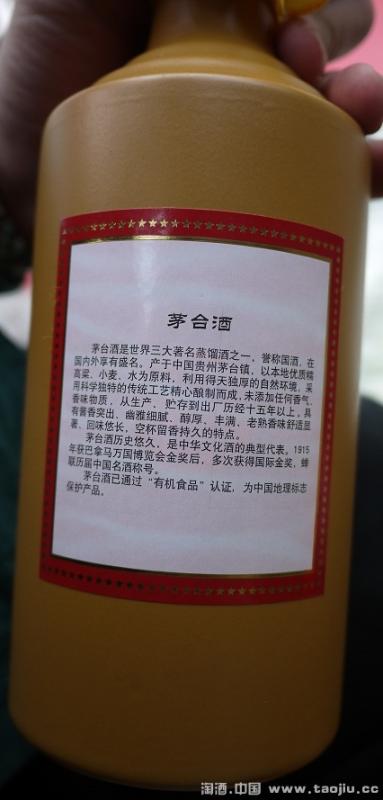 茅台酒
茅台酒是世界三大著名蒸馏酒之一，誉称国酒，在
国内外享有盛名。产于中国贵州茅台镇，以本地优质糯
高粱、小麦、水为原料，利用得天独厚的自然环境，采
用科学独特的传统工艺精心酿制而成，未添加任何香气、
香味物质，从生产、贮存到出厂历经十五年以上，具
有酱香突出、幽雅细腻、醇厚、丰满、老熟香味舒适显
著、回味悠长，空杯留香持久的特点。
茅台酒历史悠久，是中华文化酒的典型代表。1915
年获巴拿马万国博览会金奖后，多次获得国际金奖，蝉
联历届中国名酒称号。
茅台酒已通过“有机食品”认证，为中国地理标志
保护产品。
淘酒.中国 www.taojiu.cc